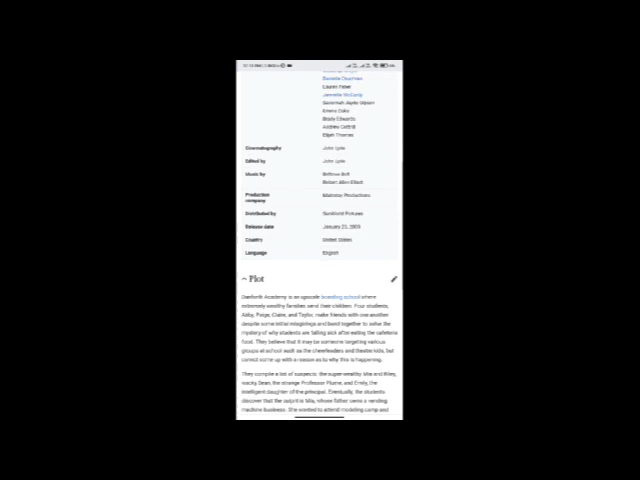 Danielle Chuchran
Lauren Faber
Jennette McCurdy
Savannah Jayde Gipson
Emma Duke
Brady Edwards
Andrew Cottrill
Elijah Thomas
Cinematography John Lyde
Edited by John Lyde
Music by
Robert Allen Elliott
Production company Mainstay Productions
Distributed by SunWorld Pictures
Release date January 23, 2009
Country United States
Language English
Plot
Danforth Academy is an upscale boarding school where
extremely wealthy families send their children. Four students,
Abby, Paige, Claire, and Taylor, make friends with one another
despite some initial misgivings and band together to solve the
mystery of why students are falling sick after eating the cafeteria
food. They believe that it may be someone targeting various
groups at school such as the cheerleaders and theatre kids, but
cannot come up with a reason as to why this is happening.
They compile a list of suspects: the super-wealthy Mia and Riley,
wacky Sean, the strange Professor Plume, and Emily, the
intelligent daughter of the principal. Eventually, the students
discover that the culprit is Mia, whose father owns a vending
machine business. She wanted to attend modeling camp and